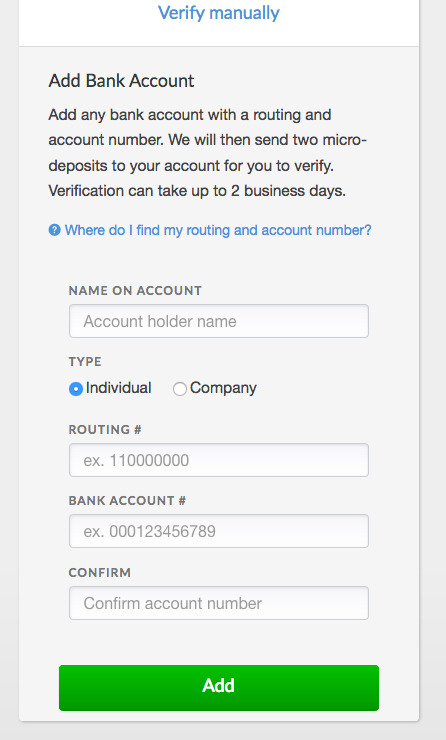 Verify manually
Add Bank Account
Add any bank account with a routing and
account number. We will then send two micro-
deposits to your account for you to verify.
Verification can take up to 2 business days.
? Where do I find my routing and account number?
NAME ON ACCOUNT
Account holder name
TYPE
Individual Company
ROUTING #
ex. 110000000
BANK ACCOUNT #
ex. 000123456789
CONFIRM
Confirm account number
Add